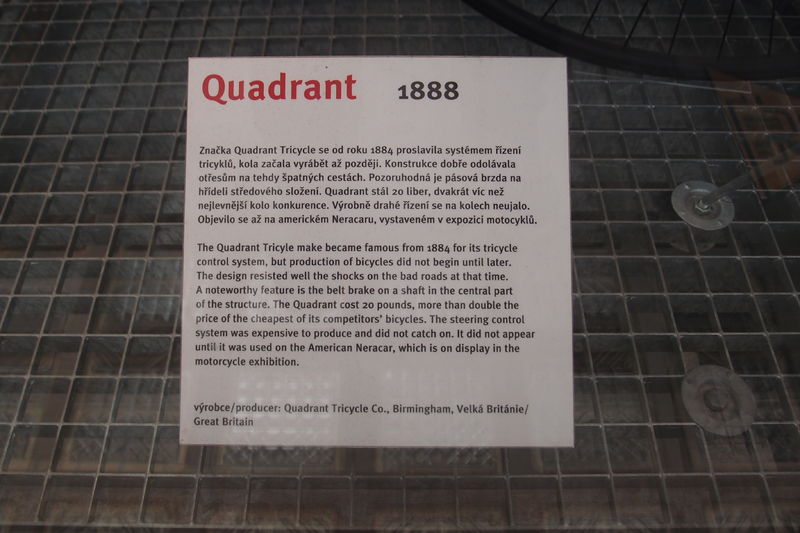 Quadrant 1888
Značka Quadrant Tricycle se od roku 1884 proslavila systémem řízení
tricyklů, kola začala vyrábět až později. Konstrukce dobře odolávala
otřesům na tehdy špatných cestách. Pozoruhodná je pásová brzda na
hřídeli středového složení. Quadrant stál 20 liber, dvakrát víc než
nejlevnější kolo konkurence. Výrobně drahé řízení se na kolech neujalo.
Objevilo se až na americkém Neracaru, vystaveném v expozici motocyklů.
The Quadrant Tricyle make became famous from 1884 for its tricycle
control system, but production of bicycles did not begin until later.
The design resisted well the shocks on the bad roads at that time.
A noteworthy feature is the belt brake on a shaft in the central part
of the structure. The Quadrant cost 20 pounds, more than double the
price of the cheapest of its competitors' bicycles. The steering control
system was expensive to produce and did not catch on. It did not appear
until it was used on the American Neracar, which is on display in the
motorcycle exhibition.
výrobce/producer: Quadrant Tricycle Co., Birmingham, Velká Británie/
Great Britain